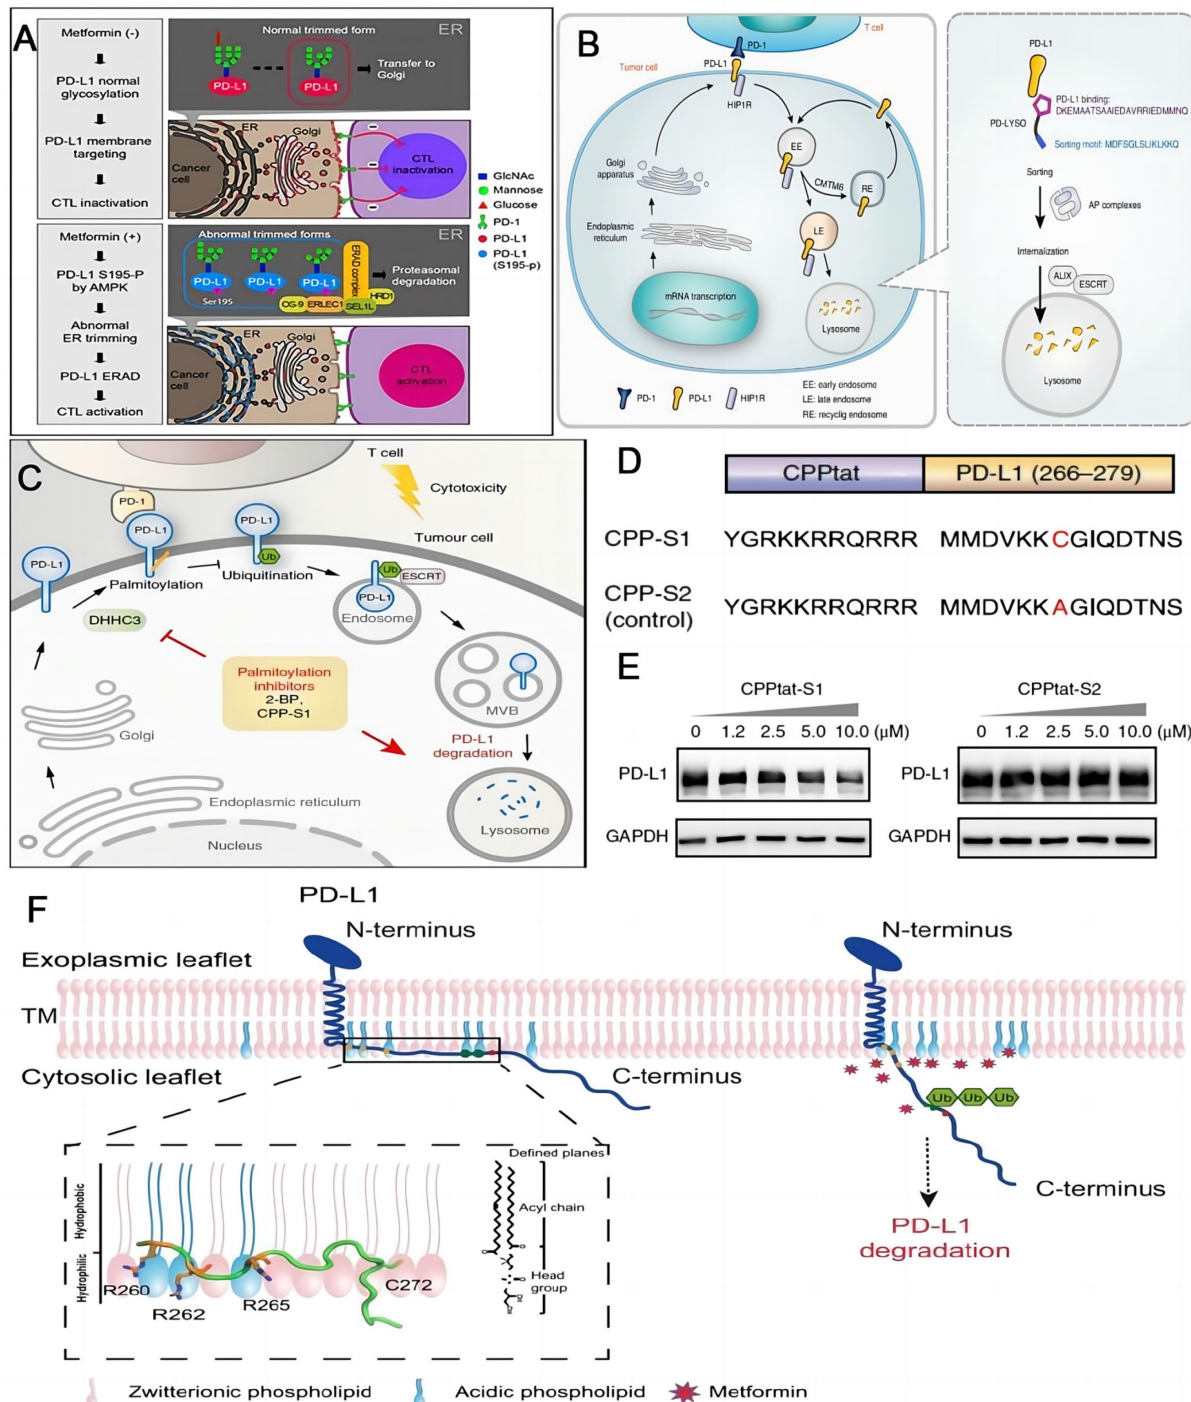 A
Metformin (-)
PD-L1 normal
glycosylation
PD-L1 membrane
targeting
CTL inactivation
Metformin (+)
PD-L1 S195-P
by AMPK
Abnormal
ER trimming
PD-L1 ERAD
CTL activation
Normal trimmed form
ER
PD-L1
PD-L1
Transfer to
Golgi
ER
Golgi
Cancer
cell
CTL
inactivation
GlcNAc
Mannose
Glucose
PD-1
PD-L1
PD-L1
(S195-p)
Abnormal trimmed forms
ER
PD-L1
PD-L1
PD-L1
Ser195
OG-9
ERLEC1
SEL1L
HRD1
ERAD complex
Proteasomal
degradation
ER
Golgi
Cancer
cell
CTL
activation
B
T cell
PD-1
Tumor cell
PD-L1
HIP1R
EE
CMTM6
RE
LE
Golgi
apparatus
Endoplasmic
reticulum
mRNA transcription
Lysosome
PD-1
PD-L1
HIP1R
EE: early endosome
LE: late endosome
RE: recyclig endosome
PD-L1
PD-L1 binding:
DKEMAATSAAIEDAVRRIEDMMNQ
PD-LYSO
Sorting motif: MDFSGLSLIKLKKQ
Sorting
AP complexes
Internalization
ALIX
ESCRT
Lysosome
C
T cell
Cytotoxicity
Tumour cell
PD-1
PD-L1
PD-L1
PD-L1
Ub
Palmitoylation
Ubiquitination
DHHC3
Ub
ESCRT
PD-L1
Endosome
Palmitoylation
inhibitors
2-BP,
CPP-S1
MVB
PD-L1
degradation
Golgi
Endoplasmic reticulum
Nucleus
Lysosome
D
CPPtat
PD-L1 (266–279)
CPP-S1
YGRKKRRQRRR
MMDVKKCGIQDTNS
CPP-S2
(control)
YGRKKRRQRRR
MMDVKKAGIQDTNS
E
CPPtat-S1
CPPtat-S2
0 1.2 2.5 5.0 10.0 (μM)
0 1.2 2.5 5.0 10.0 (μM)
PD-L1
PD-L1
GAPDH
GAPDH
F
PD-L1
N-terminus
N-terminus
Exoplasmic leaflet
TM
Cytosolic leaflet
C-terminus
Ub Ub Ub
C-terminus
PD-L1
degradation
Defined planes
Hydrophobic
Hydrophilic
Acyl chain
Head
group
R260
R262
R265
C272
Zwitterionic phospholipid
Acidic phospholipid
Metformin